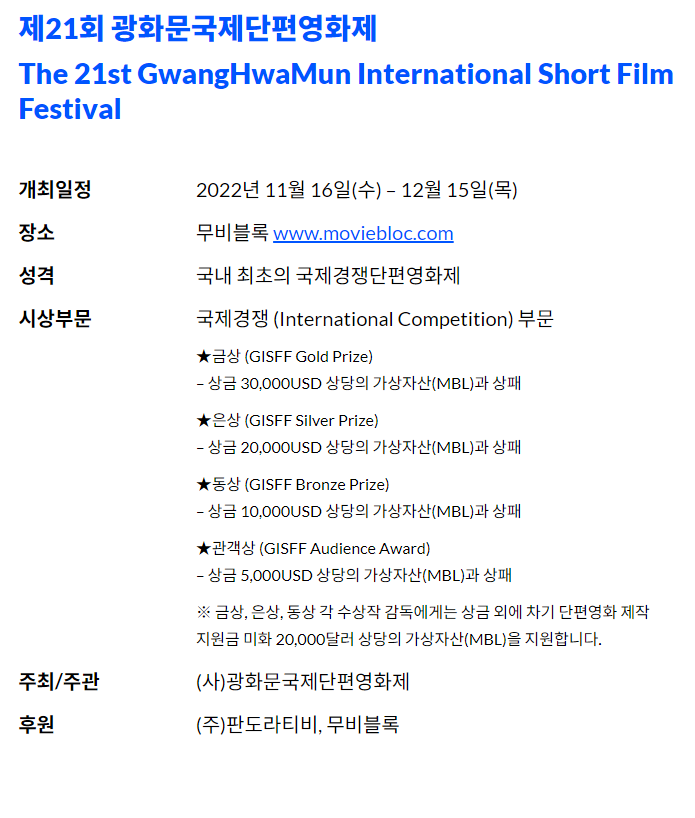 제21회 광화문국제단편영화제
The 21st GwangHwaMun International Short Film
Festival
개최일정 2022년 11월 16일(수) – 12월 15일(목)
장소 무비블록 www.moviebloc.com
성격 국내 최초의 국제경쟁단편영화제
시상부문 국제경쟁 (International Competition) 부문
★금상 (GISFF Gold Prize)
– 상금 30,000USD 상당의 가상자산(MBL)과 상패
★은상 (GISFF Silver Prize)
– 상금 20,000USD 상당의 가상자산(MBL)과 상패
★동상 (GISFF Bronze Prize)
– 상금 10,000USD 상당의 가상자산(MBL)과 상패
★관객상 (GISFF Audience Award)
– 상금 5,000USD 상당의 가상자산(MBL)과 상패
※ 금상, 은상, 동상 각 수상작 감독에게는 상금 외에 차기 단편영화 제작
지원금 미화 20,000달러 상당의 가상자산(MBL)을 지원합니다.
주최/주관 (사)광화문국제단편영화제
후원 (주)판도라티비, 무비블록